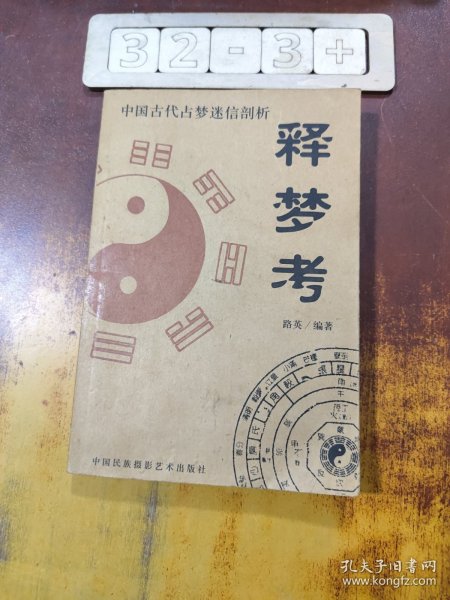 32-3+
中国古代占梦迷信剖析
释梦考
路英/编著
中国民族摄影艺术出版社
孔夫子旧书网
www.kongfz.com